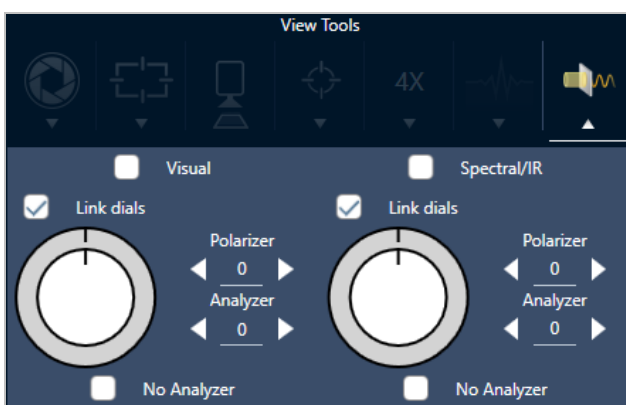 View Tools
4X
Visual Spectral/IR
Link dials Link dials
Polarizer Polarizer
0 0
Analyzer Analyzer
0 0
No Analyzer No Analyzer